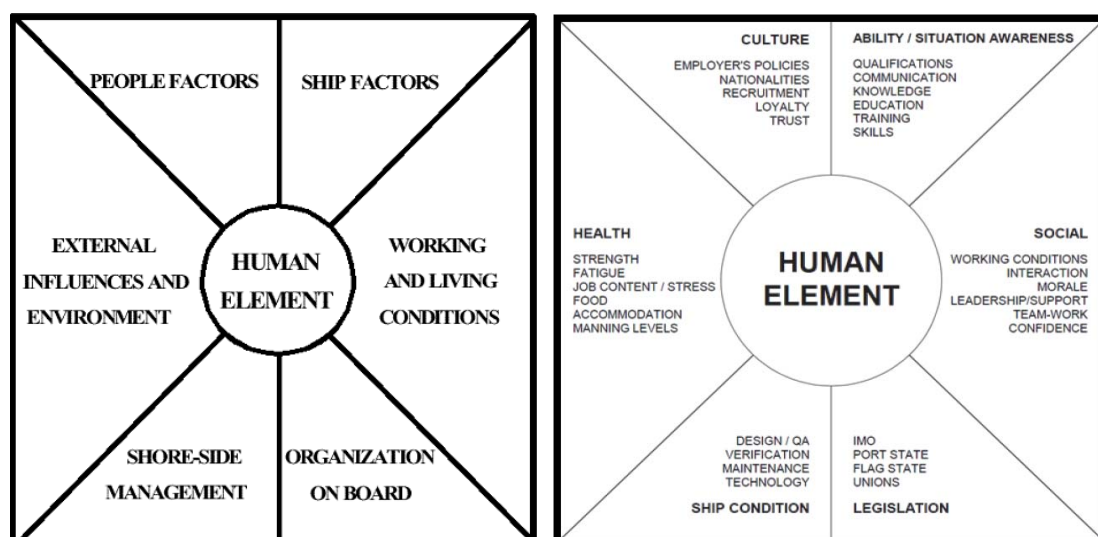 PEOPLE FACTORS
SHIP FACTORS
EXTERNAL
INFLUENCES AND
ENVIRONMENT
HUMAN
ELEMENT
WORKING
AND LIVING
CONDITIONS
SHORE-SIDE
MANAGEMENT
ORGANIZATION
ON BOARD
CULTURE
EMPLOYER'S POLICIES
NATIONALITIES
RECRUITMENT
LOYALTY
TRUST
ABILITY / SITUATION AWARENESS
QUALIFICATIONS
COMMUNICATION
KNOWLEDGE
EDUCATION
TRAINING
SKILLS
HEALTH
STRENGTH
FATIGUE
JOB CONTENT / STRESS
FOOD
ACCOMMODATION
MANNING LEVELS
HUMAN
ELEMENT
SOCIAL
WORKING CONDITIONS
INTERACTION
MORALE
LEADERSHIP/SUPPORT
TEAM-WORK
CONFIDENCE
DESIGN / QA
VERIFICATION
MAINTENANCE
TECHNOLOGY
SHIP CONDITION
IMO
PORT STATE
FLAG STATE
UNIONS
LEGISLATION